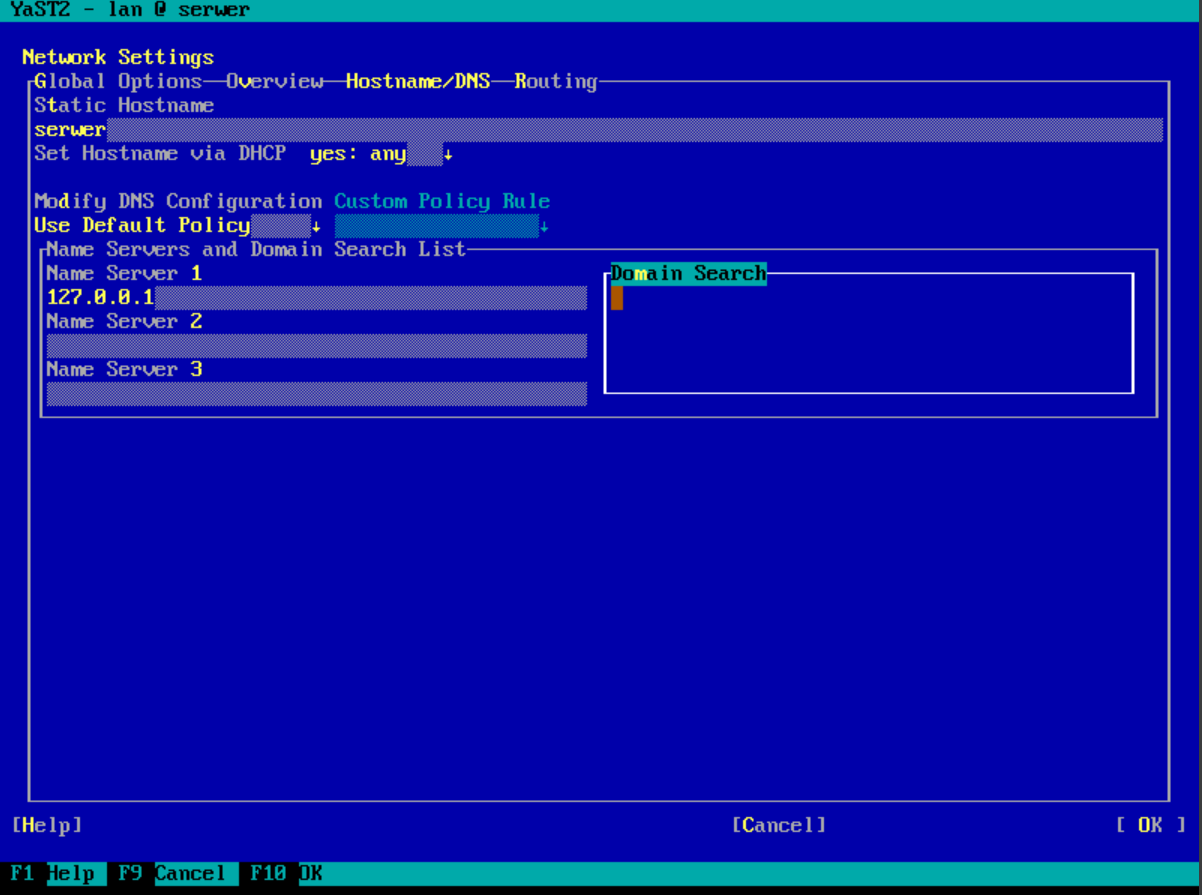 YaST2 - lan @ serwer
Network Settings
Global Options—Overview—Hostname/DNS—Routing
Static Hostname
serwer
Set Hostname via DHCP yes: any ↓
Modify DNS Configuration Custom Policy Rule
Use Default Policy ↓ ↓
Name Servers and Domain Search List
Name Server 1 Domain Search
127.0.0.1
Name Server 2
Name Server 3
[Help] [Cancel] [ OK ]
F1 Help F9 Cancel F10 OK